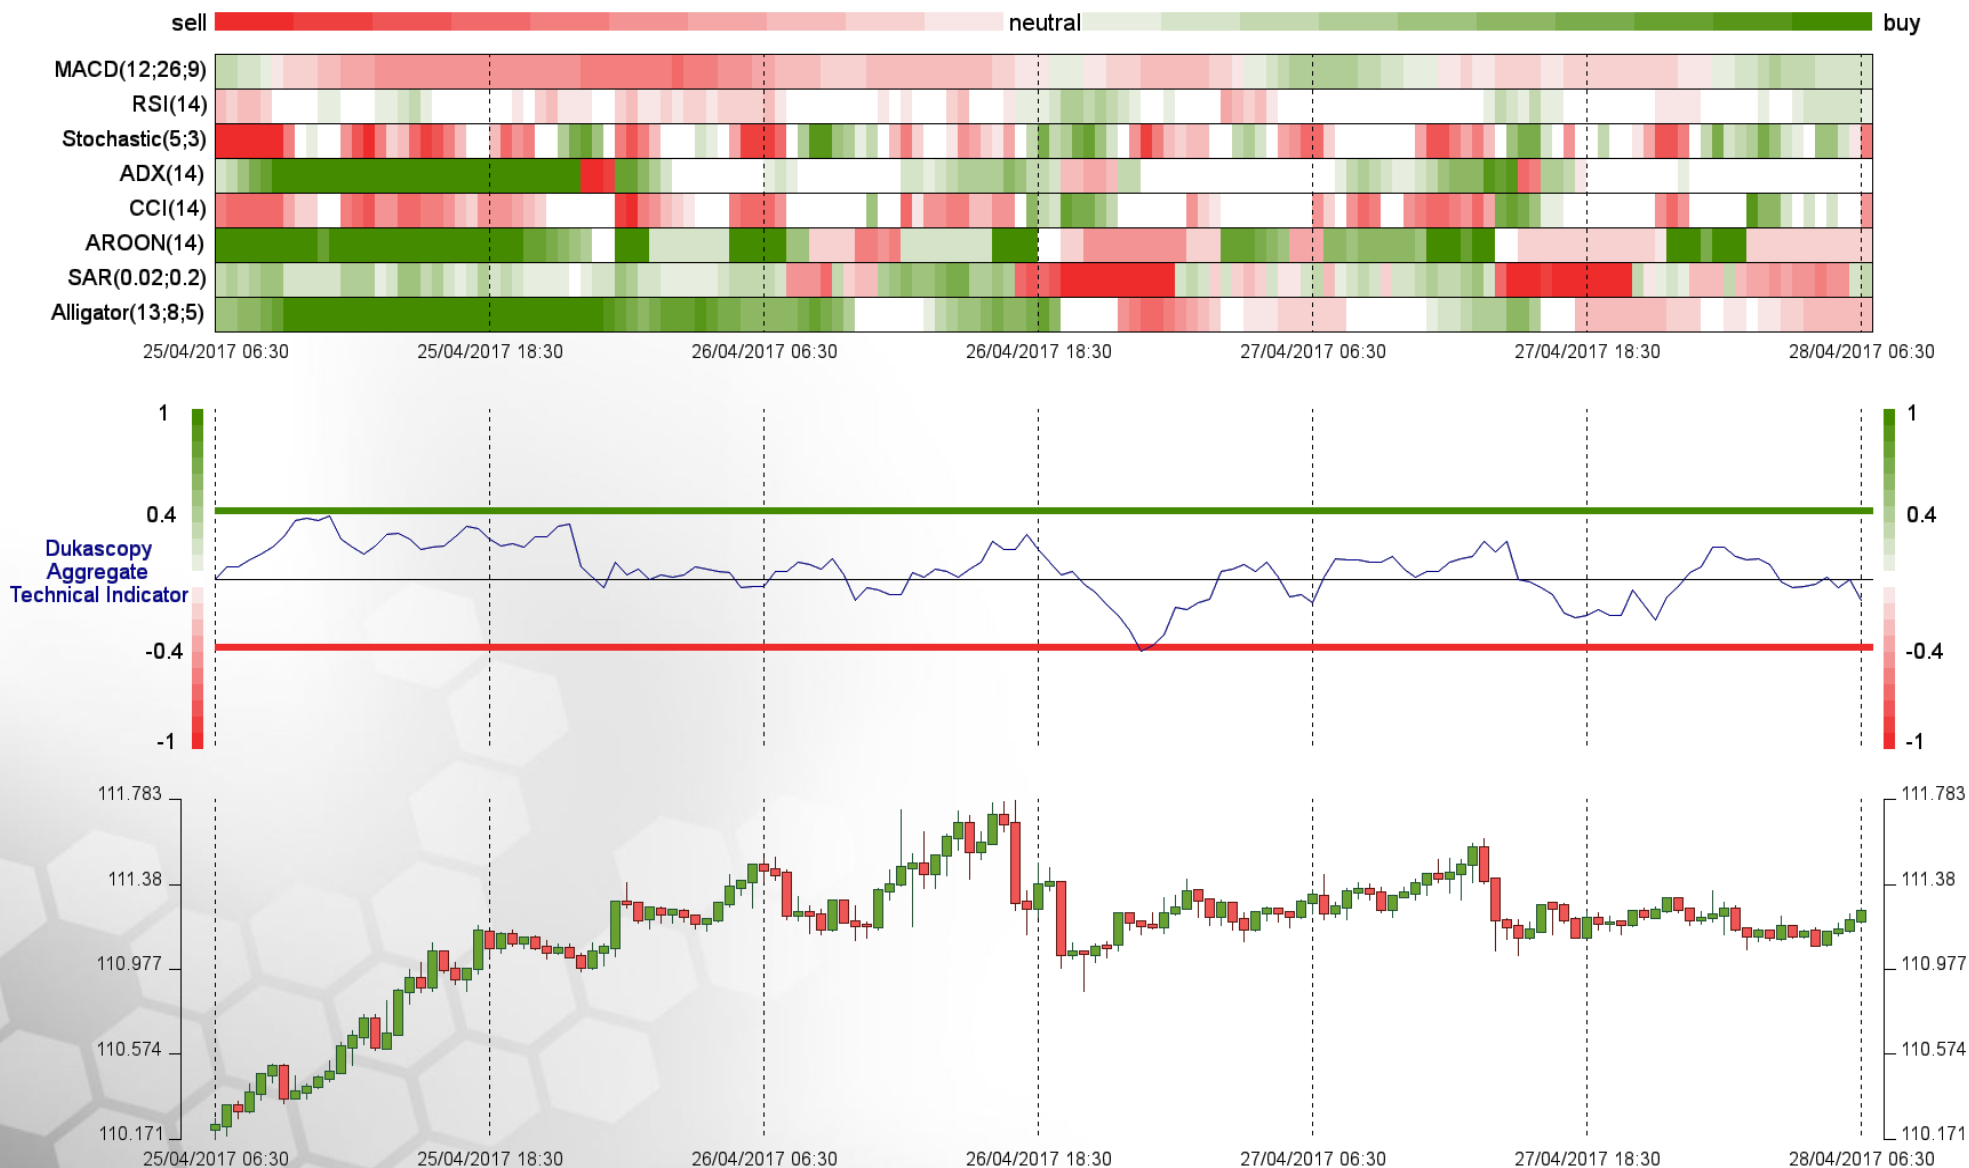 sell neutral buy
MACD(12;26;9)
RSI(14)
Stochastic(5;3)
ADX(14)
CCI(14)
AROON(14)
SAR(0.02;0.2)
Alligator(13;8;5)
25/04/2017 06:30 25/04/2017 18:30 26/04/2017 06:30 26/04/2017 18:30 27/04/2017 06:30 27/04/2017 18:30 28/04/2017 06:30
1 1
0.4 0.4
Dukascopy
Aggregate
Technical Indicator
-0.4 -0.4
-1 -1
111.783 111.783
111.38 111.38
110.977 110.977
110.574 110.574
110.171 110.171
25/04/2017 06:30 25/04/2017 18:30 26/04/2017 06:30 26/04/2017 18:30 27/04/2017 06:30 27/04/2017 18:30 28/04/2017 06:30